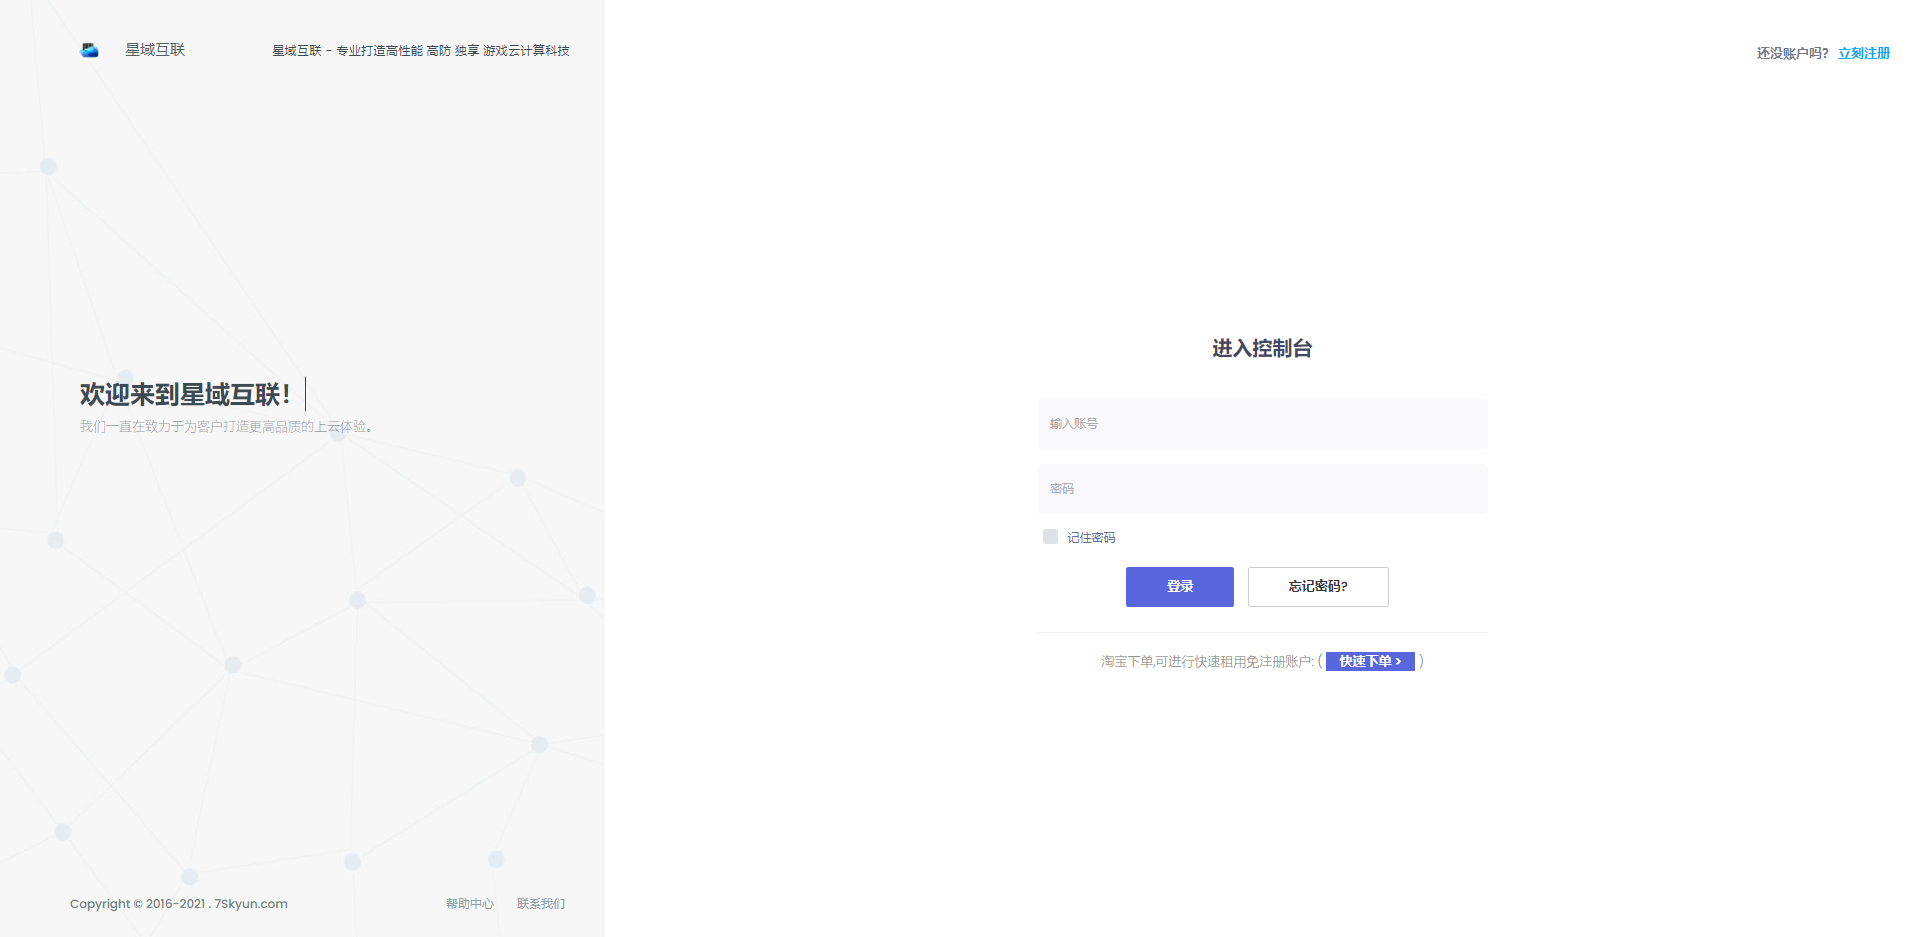 星域互联
星域互联 - 专业打造高性能 高防 独享 游戏云计算科技
还没账户吗? 立刻注册
欢迎来到星域互联!
我们一直在致力于为客户打造更高品质的上云体验。
进入控制台
输入账号
密码
记住密码
登录 忘记密码?
淘宝下单,可进行快速租用免注册账户: ( 快速下单 > )
Copyright © 2016-2021 . 7Skyun.com
帮助中心 联系我们